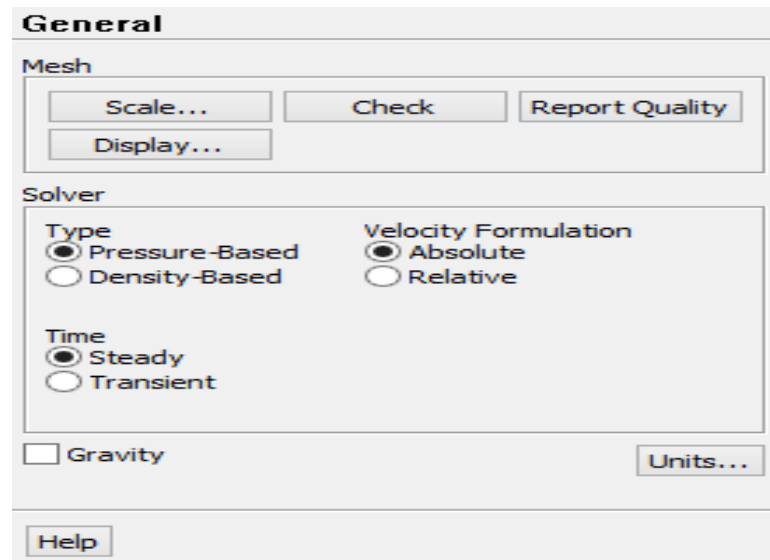 General
Mesh
Scale... Check Report Quality
Display...
Solver
Type Velocity Formulation
Pressure-Based Absolute
Density-Based Relative
Time
Steady
Transient
Gravity
Units...
Help